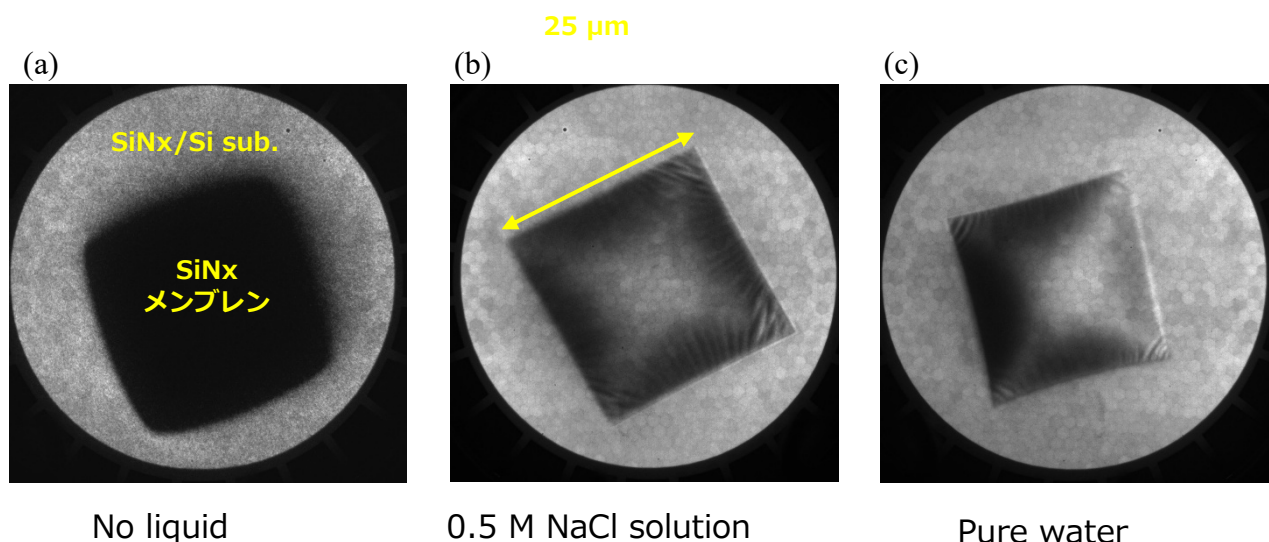 25 μm
(a)
(b)
(c)
SiNx/Si sub.
SiNx
メンブレン
No liquid
0.5 M NaCl solution
Pure water